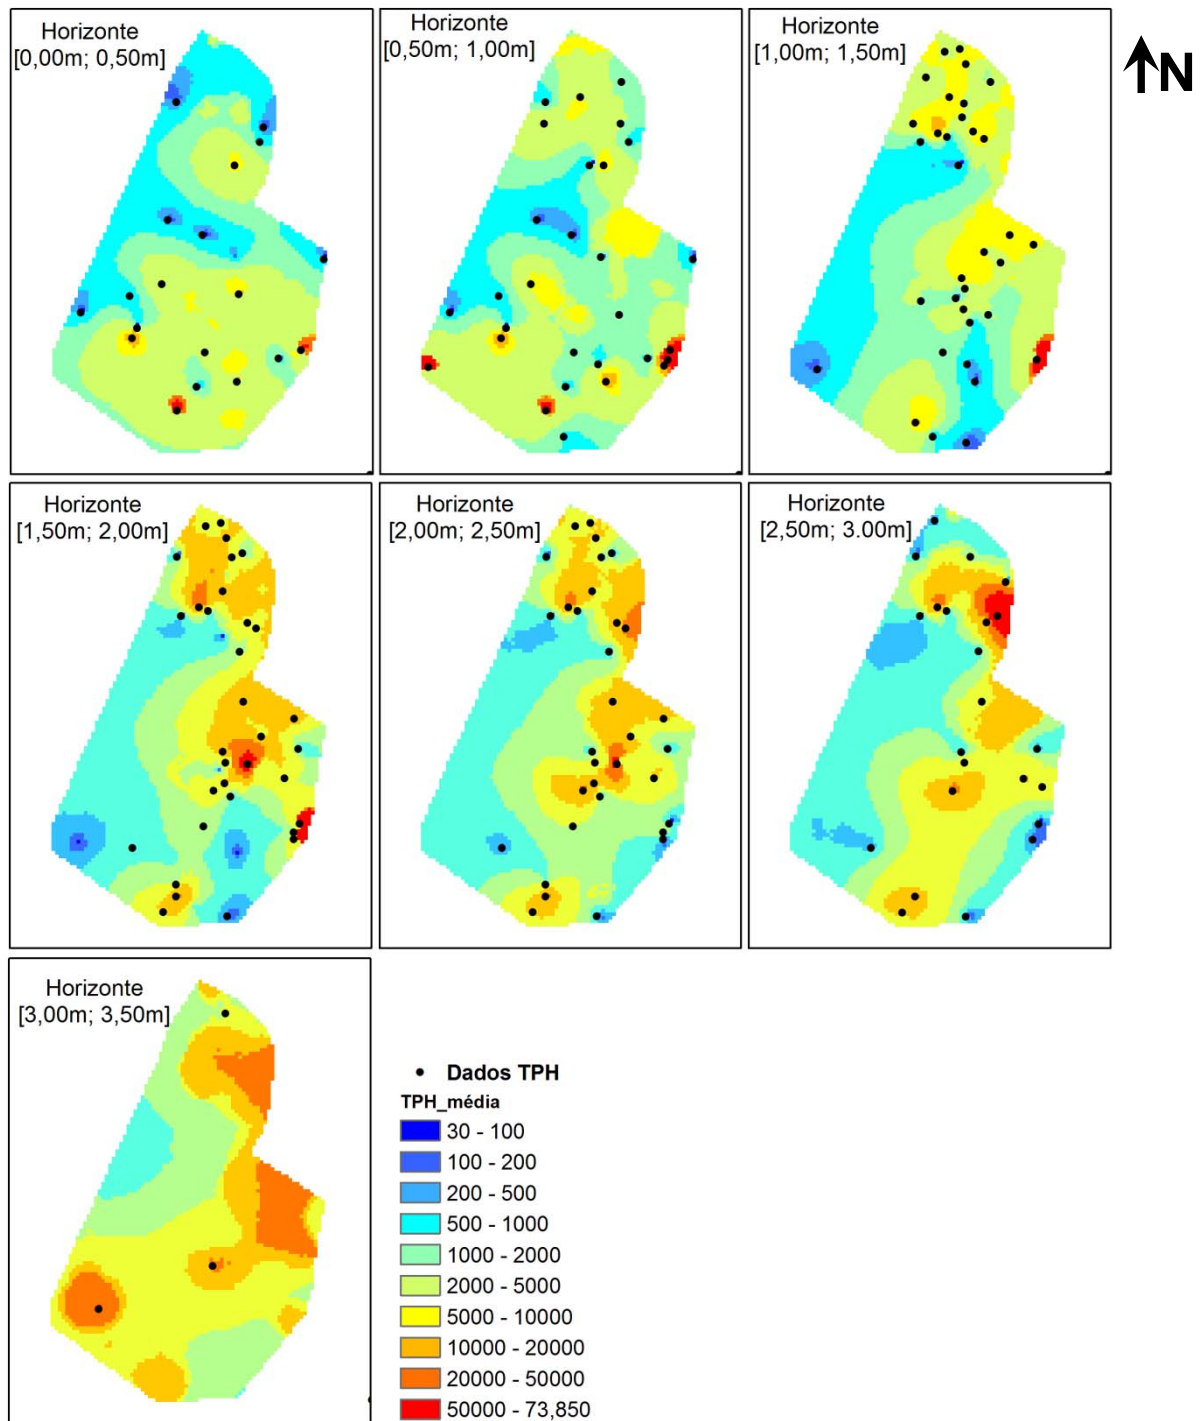 Horizonte
[0,00m; 0,50m]
Horizonte
[0,50m; 1,00m]
Horizonte
[1,00m; 1,50m]
N
Horizonte
[1,50m; 2,00m]
Horizonte
[2,00m; 2,50m]
Horizonte
[2,50m; 3.00m]
Horizonte
[3,00m; 3,50m]
Dados TPH
TPH_média
30 - 100
100 - 200
200 - 500
500 - 1000
1000 - 2000
2000 - 5000
5000 - 10000
10000 - 20000
20000 - 50000
50000 - 73,850